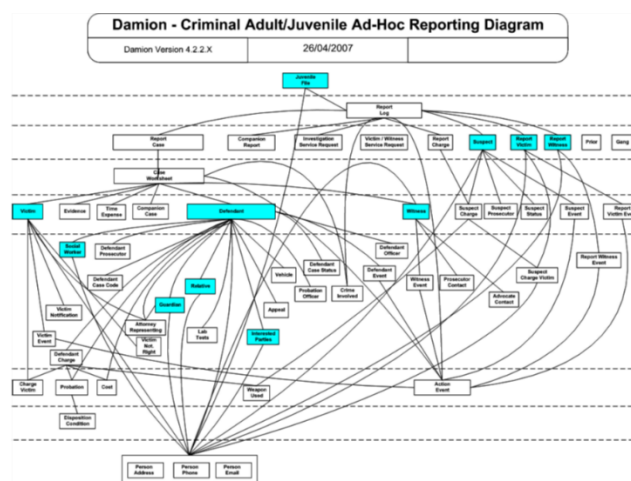 Damion - Criminal Adult/Juvenile Ad-Hoc Reporting Diagram
Damion Version 4.2.2.X
26/04/2007
Juvenile
File
Report
Log
Report
Case
Companion
Report
Investigation
Service Request
Victim / Witness
Service Request
Report
Charge
Suspect
Report
Victim
Report
Witness
Prior
Gang
Case
Worksheet
Victim
Evidence
Time
Expense
Companion
Case
Defendant
Witness
Suspect
Charge
Suspect
Prosecutor
Suspect
Status
Suspect
Event
Report
Victim Event
Social
Worker
Defendant
Prosecutor
Defendant
Officer
Defendant
Case Code
Relative
Vehicle
Defendant
Case Status
Defendant
Event
Witness
Event
Prosecutor
Contact
Suspect
Charge Victim
Report Witness
Event
Guardian
Probation
Officer
Crime
Involved
Advocate
Contact
Victim
Notification
Attorney
Representing
Appeal
Victim
Event
Victim
Not.
Right
Lab
Tests
Interested
Parties
Defendant
Charge
Charge
Victim
Probation
Cost
Weapon
Used
Action
Event
Disposition
Condition
Person
Address
Person
Phone
Person
Email